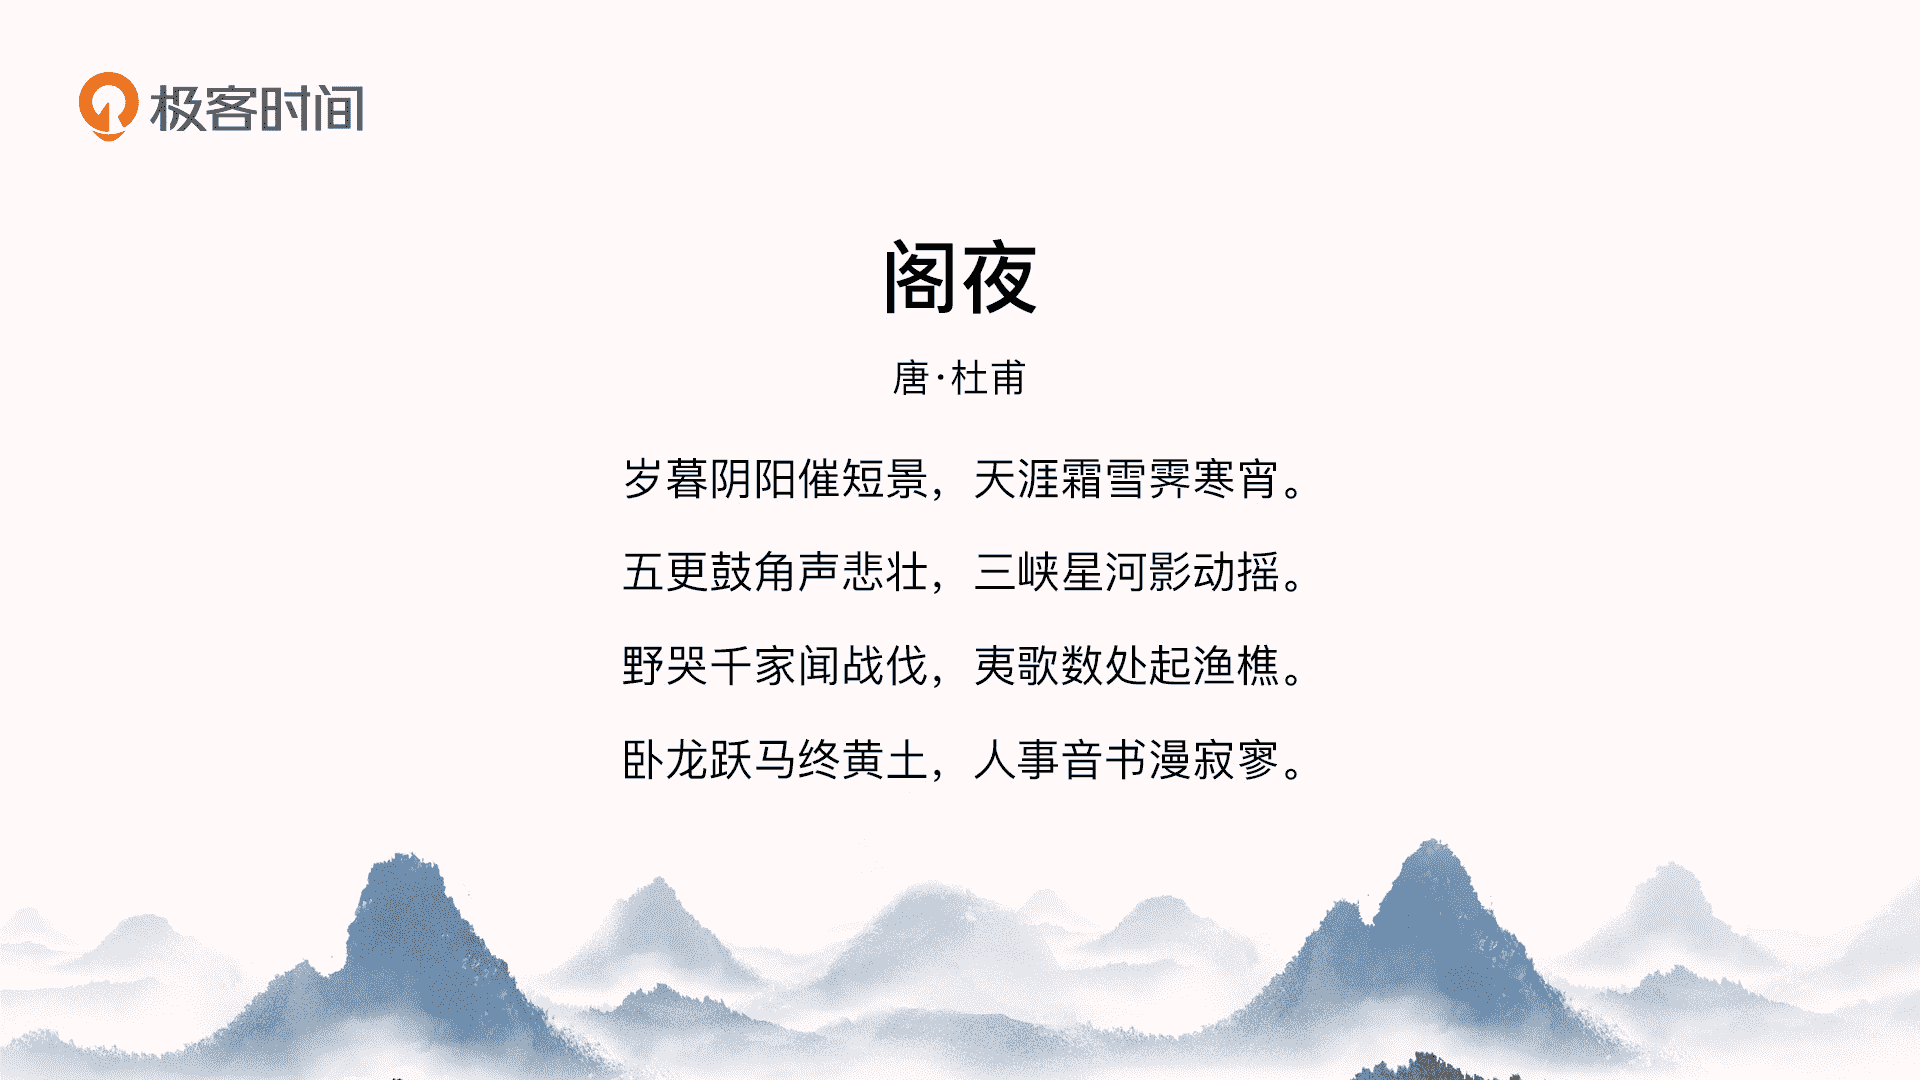 极客时间
阁夜
唐·杜甫
岁暮阴阳催短景，天涯霜雪霁寒宵。
五更鼓角声悲壮，三峡星河影动摇。
野哭千家闻战伐，夷歌数处起渔樵。
卧龙跃马终黄土，人事音书漫寂寥。